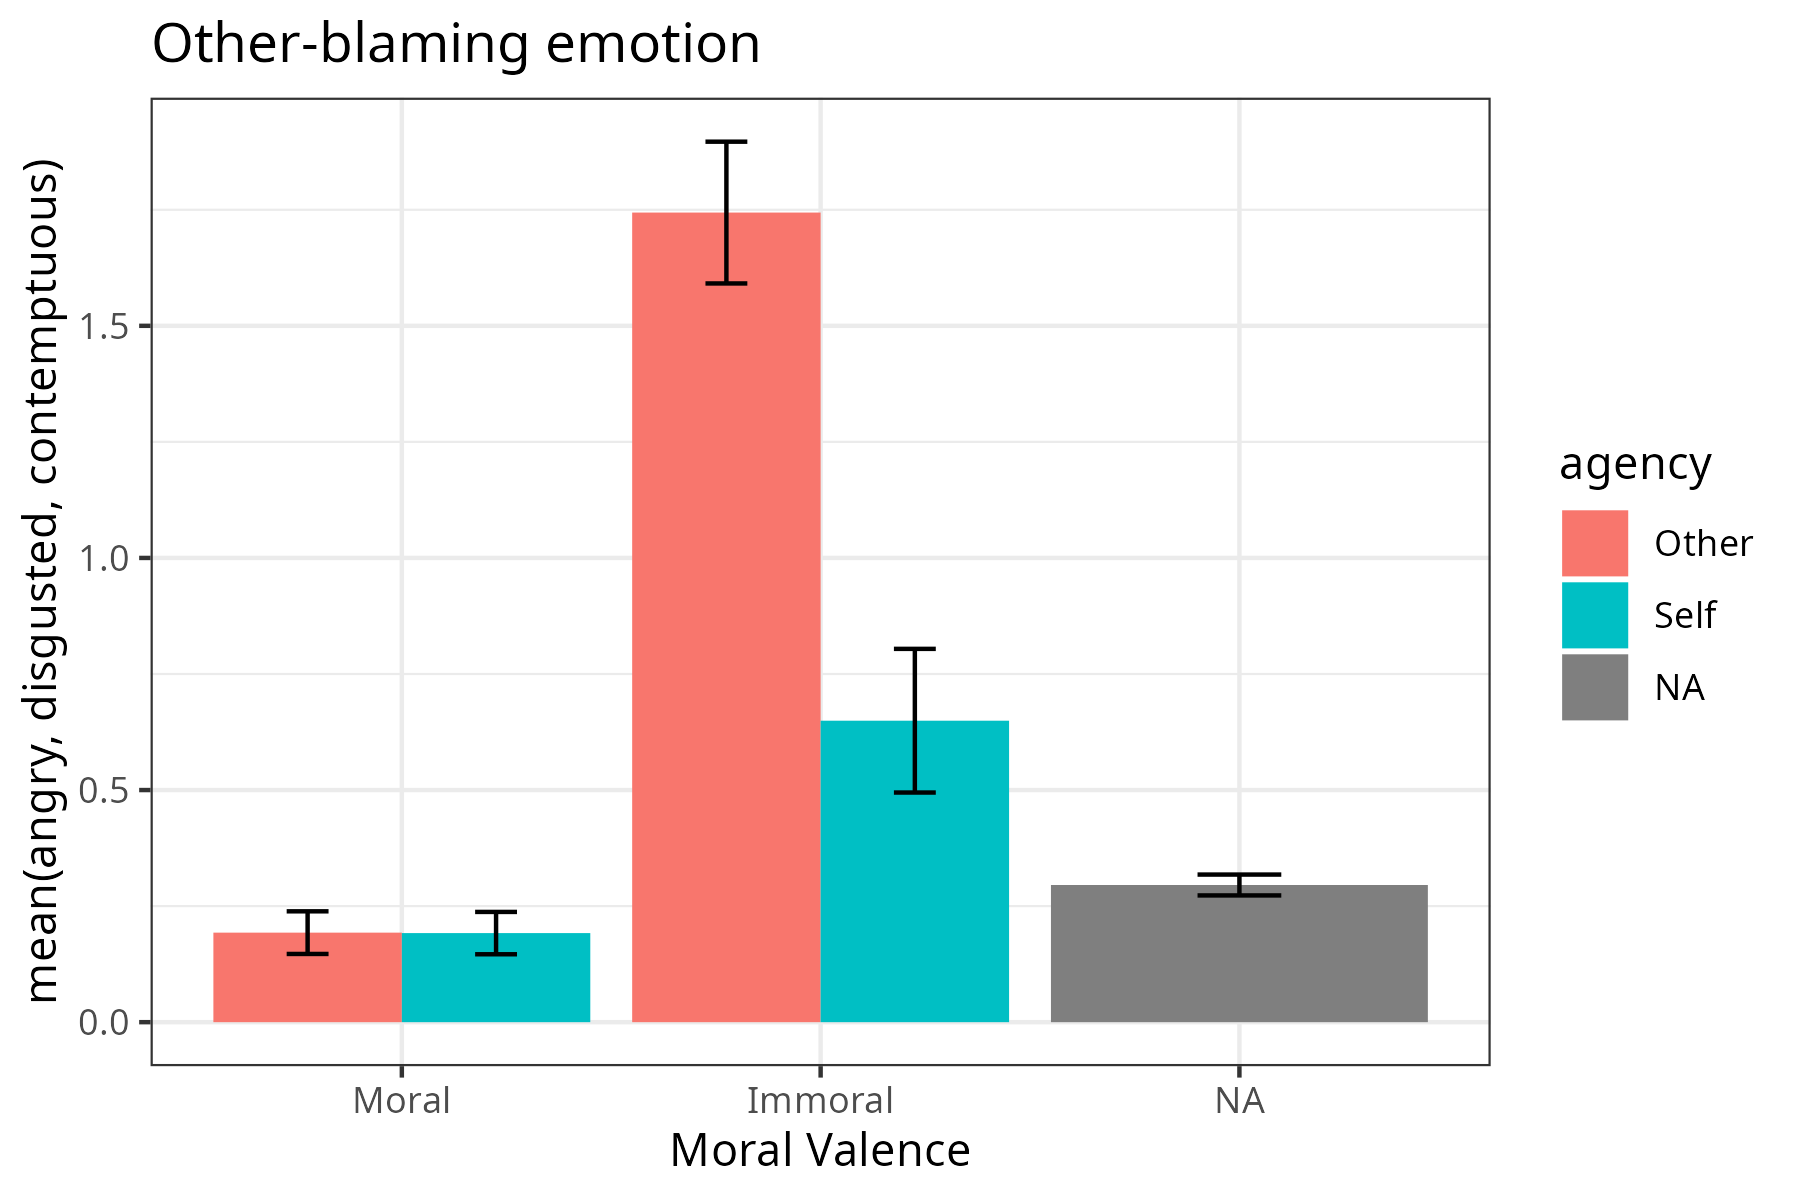 Other-blaming emotion
mean(angry, disgusted, contemptuous)
1.5
1.0
0.5
0.0
Moral
Immoral
NA
Moral Valence
agency
Other
Self
NA